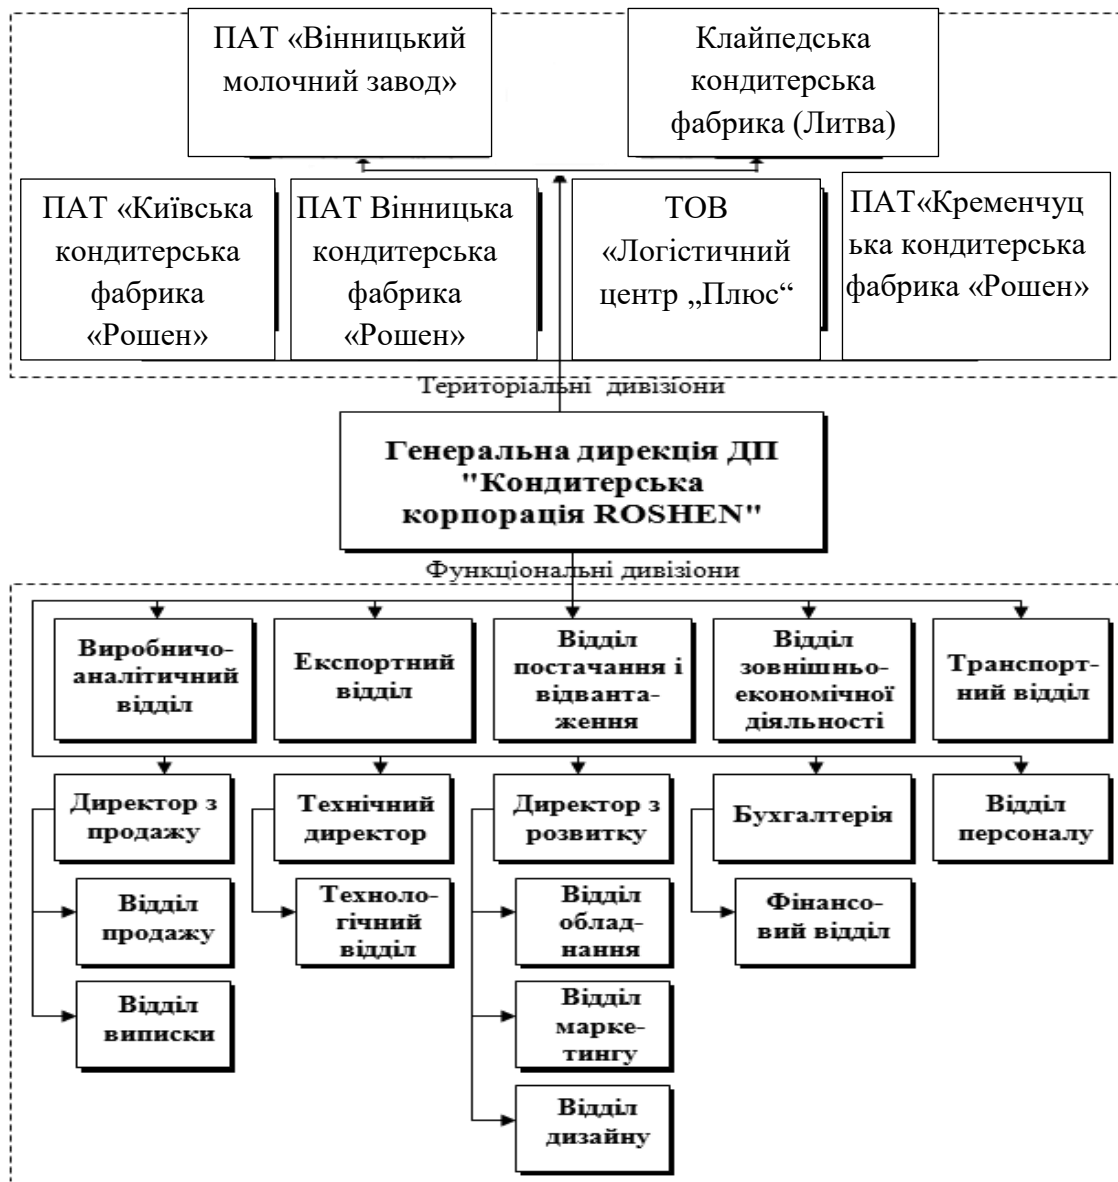 ПАТ «Вінницький
молочний завод»
Клайпедська
кондитерська
фабрика (Литва)
ПАТ «Київська
кондитерська
фабрика
«Рошен»
ПАТ Вінницька
кондитерська
фабрика
«Рошен»
ТОВ
«Логістичний
центр „Плюс“
ПАТ«Кременчуц
ька кондитерська
фабрика «Рошен»
Територіальні дивізіони
Генеральна дирекція ДП
"Кондитерська
корпорація ROSHEN"
Функціональні дивізіони
Виробничо-
аналітичний
відділ
Експортний
відділ
Відділ
постачання і
відванта-
ження
Відділ
зовнішньо-
економічної
діяльності
Транспорт-
ний відділ
Директор з
продажу
Технічний
директор
Директор з
розвитку
Бухгалтерія
Відділ
персоналу
Відділ
продажу
Техноло-
гічний
відділ
Відділ
облад-
нання
Фінансо-
вий відділ
Відділ
виписки
Відділ
марке-
тингу
Відділ
дизайну